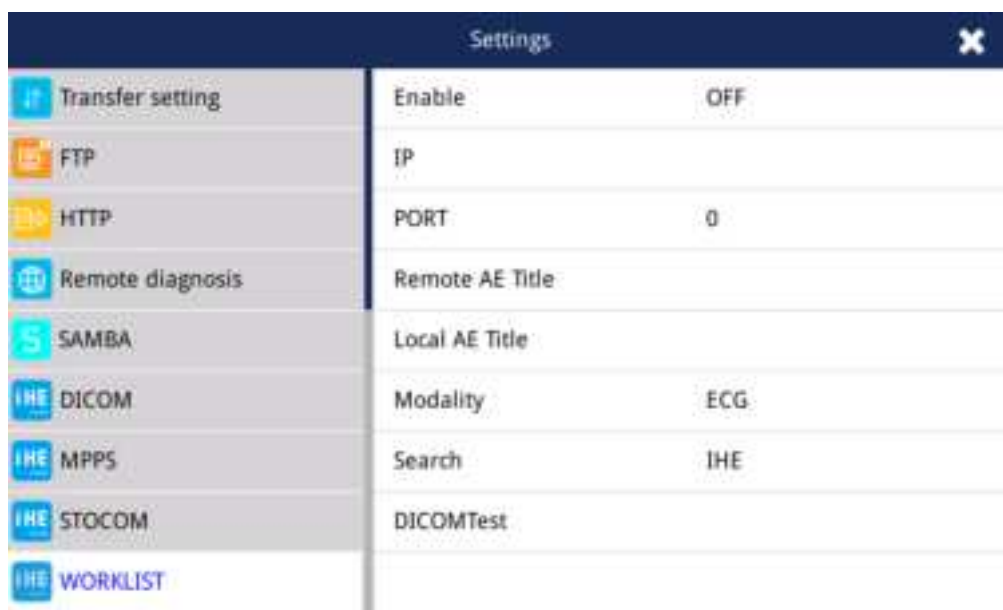 Settings
Transfer setting
FTP
HTTP
Remote diagnosis
SAMBA
IHE DICOM
IHE MPPS
IHE STOCOM
IHE WORKLIST
Enable OFF
IP
PORT 0
Remote AE Title
Local AE Title
Modality ECG
Search IHE
DICOMTest